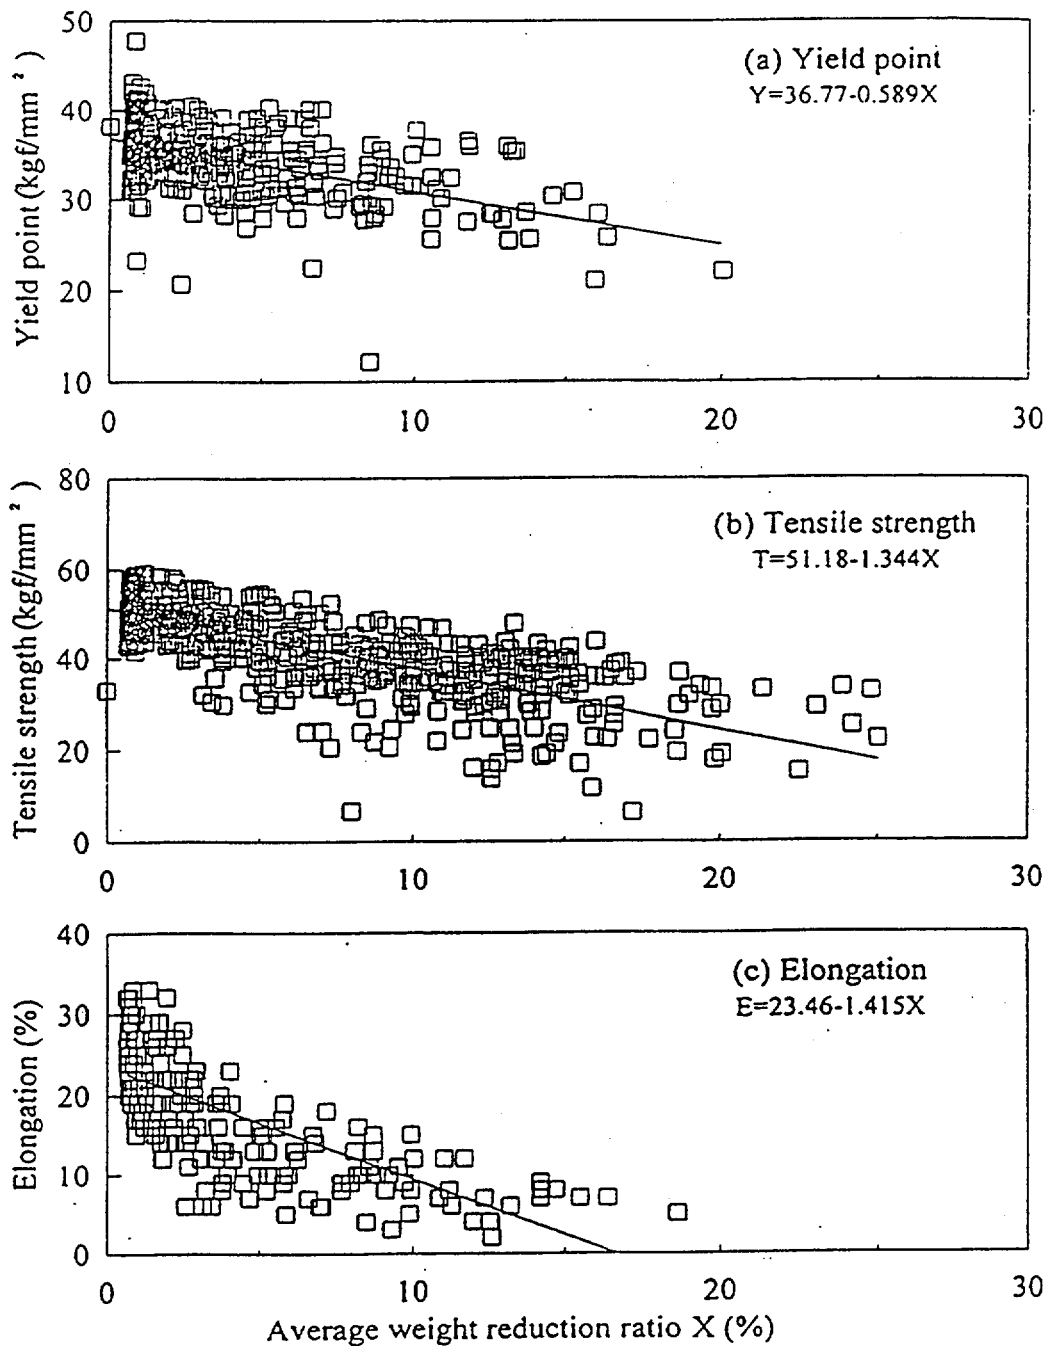 50
40
30
20
10
Yield point (kgf/mm²)
(a) Yield point
Y=36.77-0.589X
0
10
20
30
80
60
40
20
0
Tensile strength (kgf/mm²)
(b) Tensile strength
T=51.18-1.344X
0
10
20
30
40
30
20
10
0
Elongation (%)
(c) Elongation
E=23.46-1.415X
0
10
20
30
Average weight reduction ratio X (%)